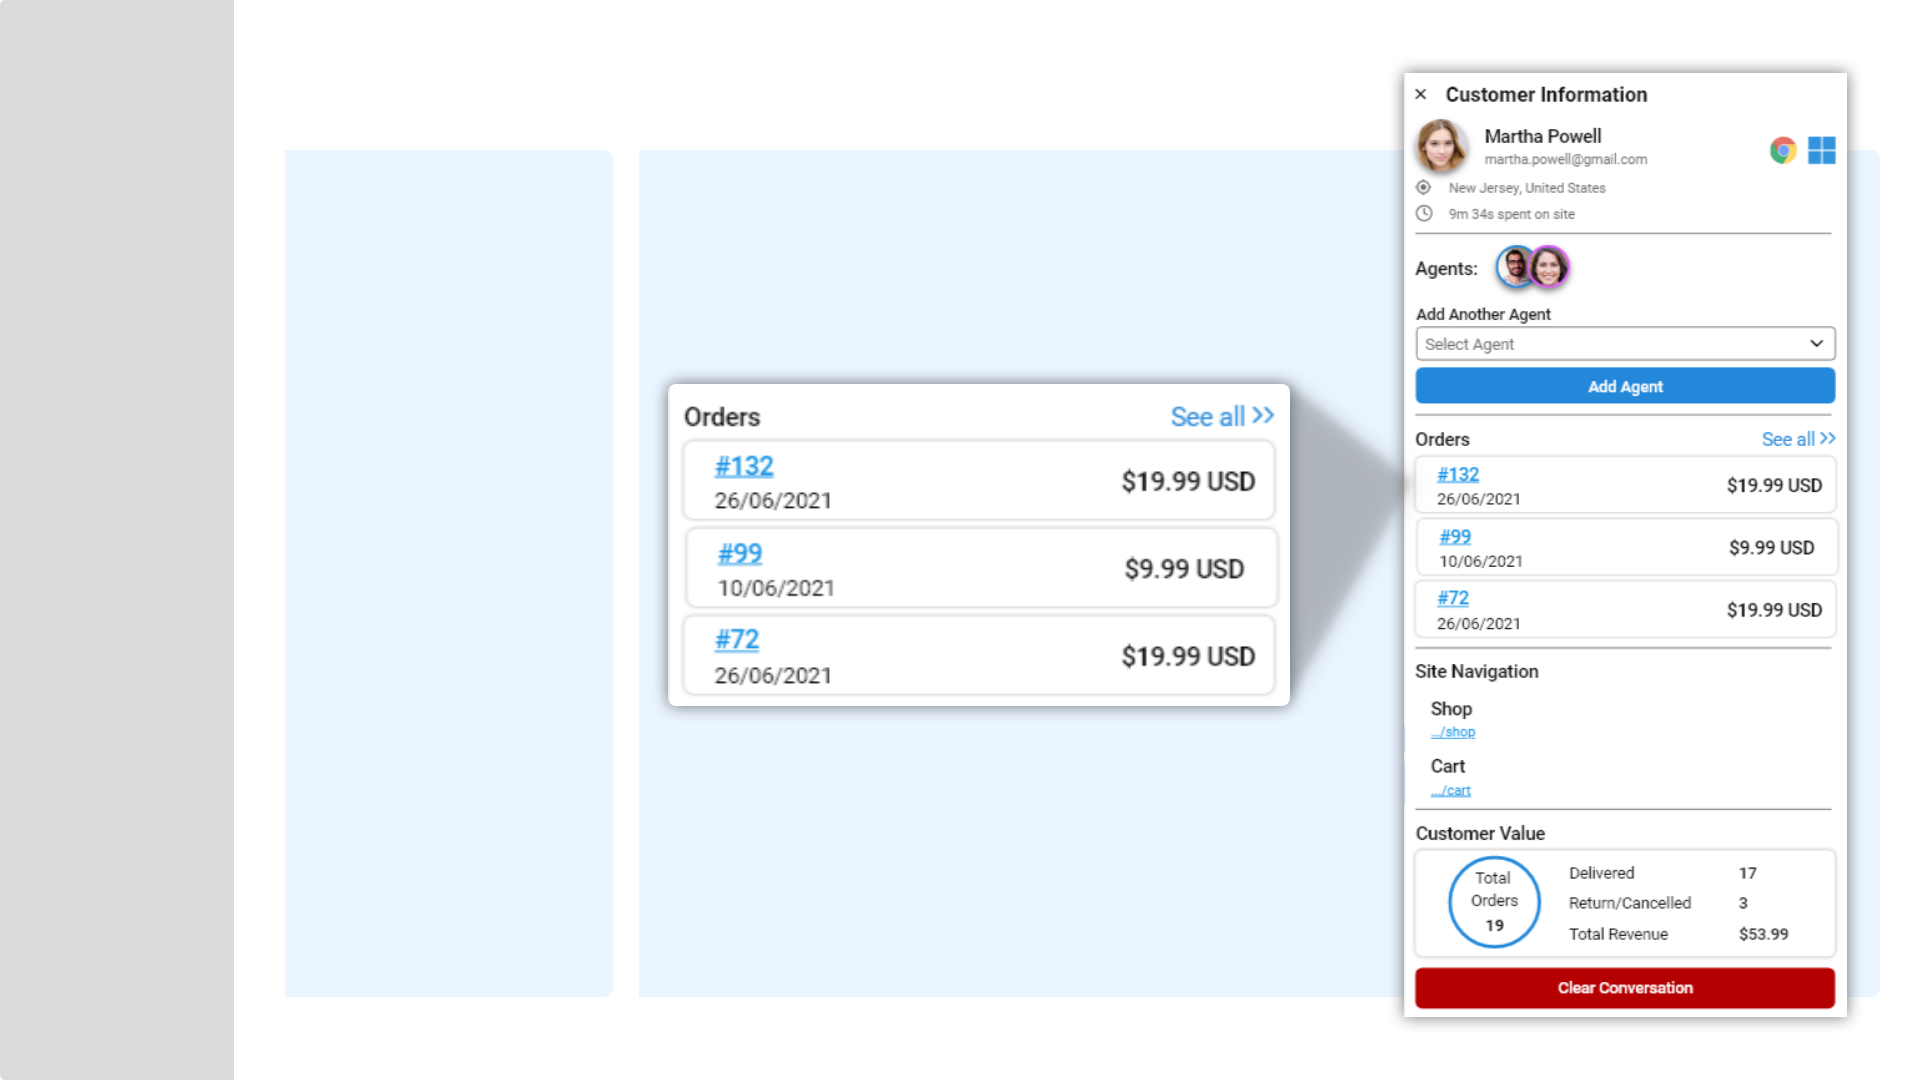 Orders
See all >>
#132
26/06/2021
$19.99 USD
#99
10/06/2021
$9.99 USD
#72
26/06/2021
$19.99 USD
Customer Information
Martha Powell
martha.powell@gmail.com
New Jersey, United States
9m 34s spent on site
Agents:
Add Another Agent
Select Agent
Add Agent
Orders
See all >>
#132
26/06/2021
$19.99 USD
#99
10/06/2021
$9.99 USD
#72
26/06/2021
$19.99 USD
Site Navigation
Shop
.../shop
Cart
.../cart
Customer Value
Total
Orders
19
Delivered 17
Return/Cancelled 3
Total Revenue $53.99
Clear Conversation